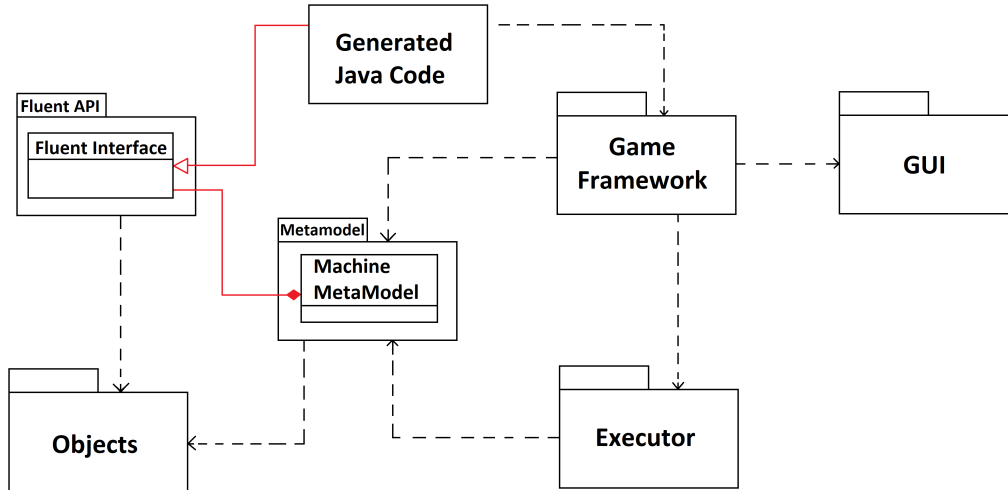 Generated
Java Code
Fluent API
Fluent Interface
Game
Framework
GUI
Metamodel
Machine
MetaModel
Objects
Executor